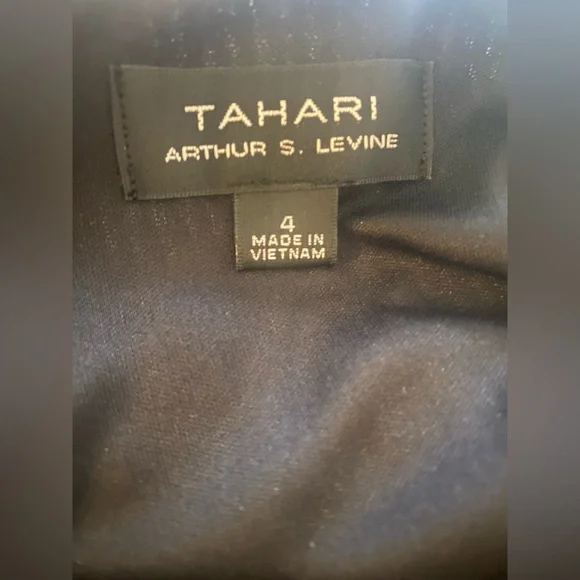 TAHARI
ARTHUR S. LEVINE
4
MADE IN
VIETNAM